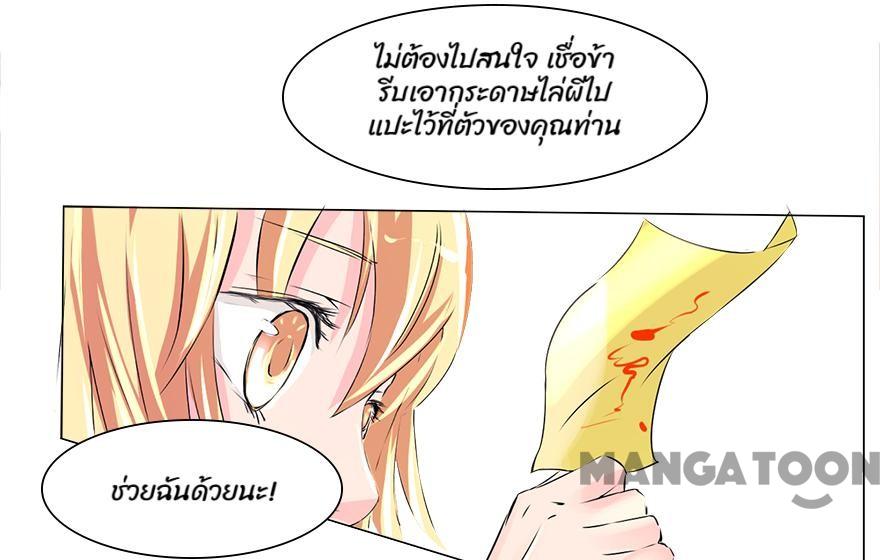 ไม่ต้องไปสนใจ เชื่อข้า
รีบเอากระดาษไล่ผีไป
แปะไว้ที่ตัวของคุณท่าน
ช่วยฉันด้วยนะ!
MANGATOON